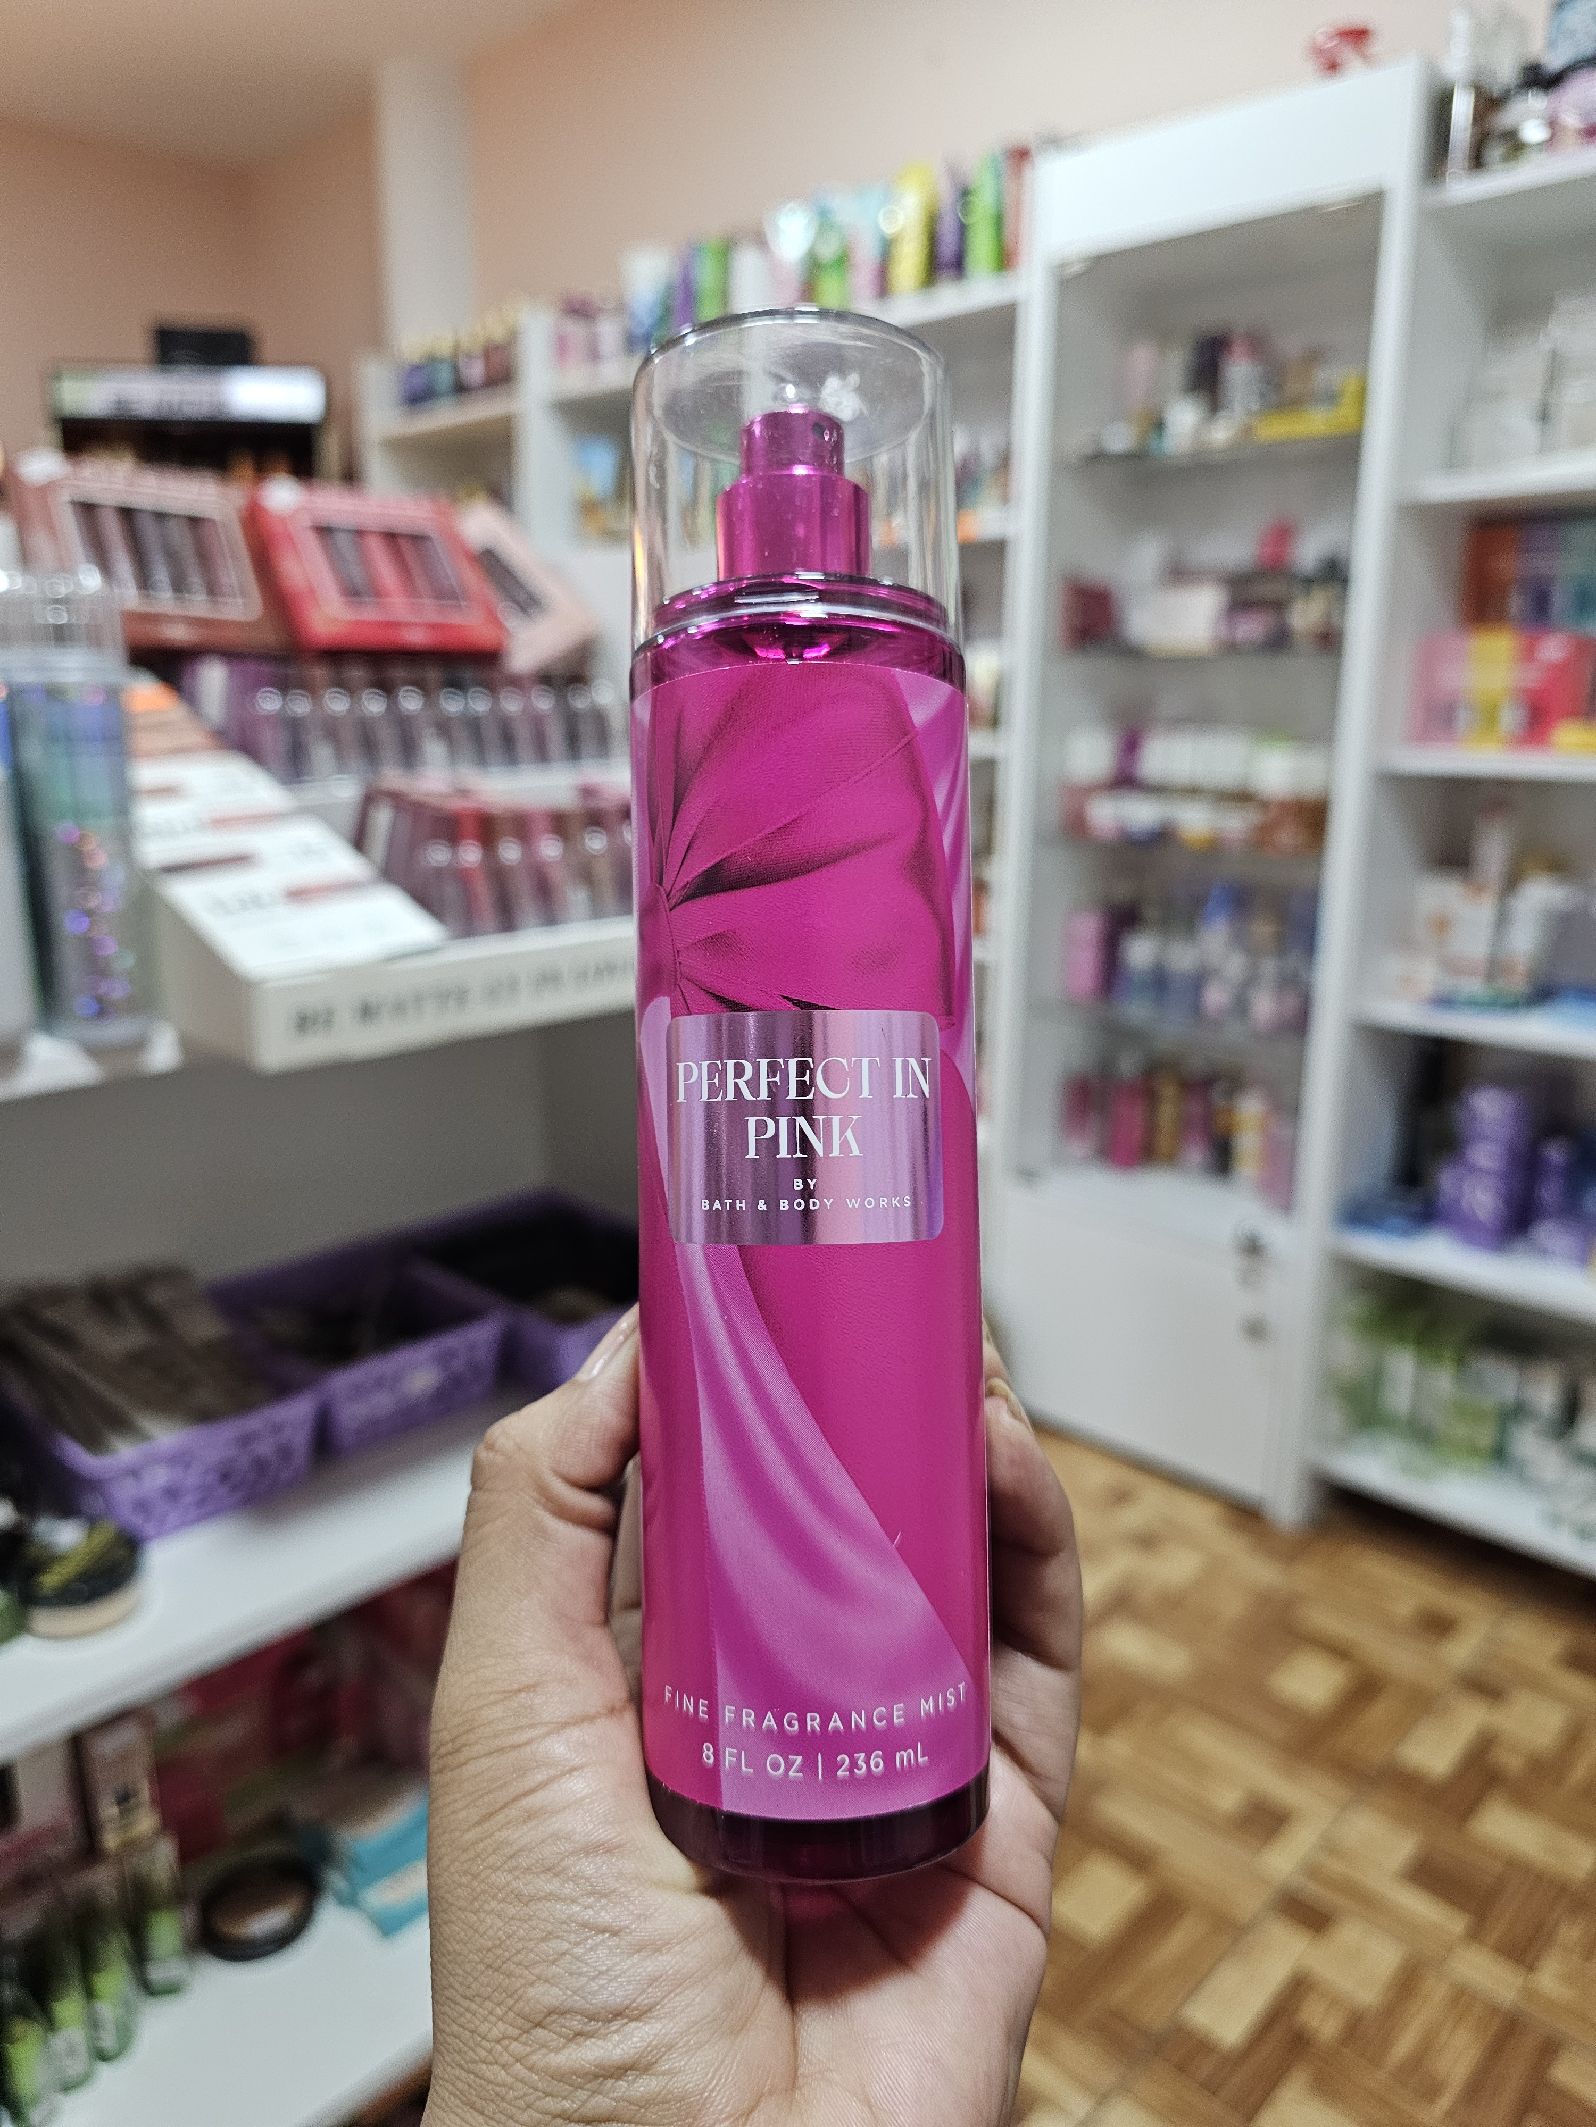 PERFECT IN
PINK
BY
BATH & BODY WORKS
FINE FRAGRANCE MIST
8 FL OZ | 236 mL